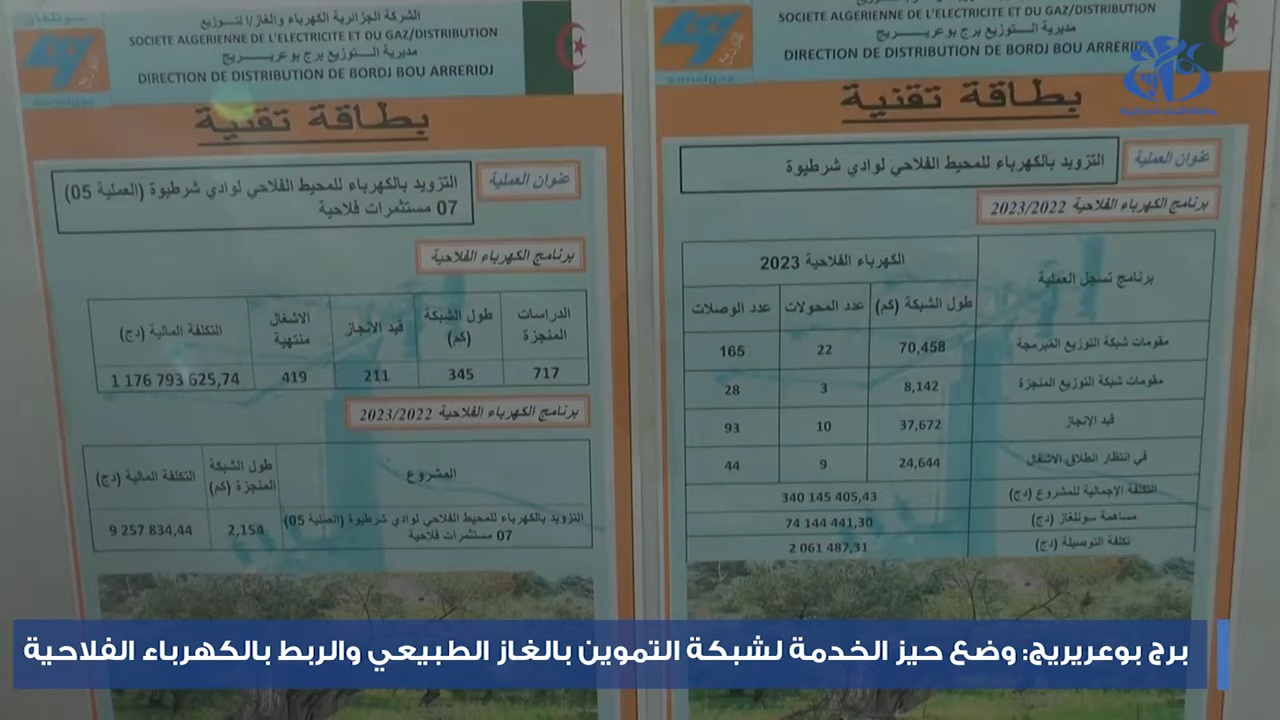 الشركة الجزائرية الكهرباء والغاز/ا لتوزيع
SOCIETE ALGERIENNE DE L'ELECTRICITE ET DU GAZ/DISTRIBUTION
مديرية التوزيع برج بوعريريج
DIRECTION DE DISTRIBUTION DE BORDJ BOU ARRERIDJ
sonelgaz
بطاقة تقنية
عنوان العملية
التزويد بالكهرباء للمحيط الفلاحي لوادي شرطيوة (العملية 05)
07 مستثمرات فلاحية
برنامج الكهرباء الفلاحية
الدراسات المنجزة
طول الشبكة (كم)
قيد الانجاز
الاشغال منتهية
التكلفة المالية (دج)
717
345
211
419
1 176 793 625,74
برنامج الكهرباء الفلاحية 2023/2022
المشروع
طول الشبكة المنجزة (كم)
التكلفة المالية (دج)
التزويد بالكهرباء للمحيط الفلاحي لوادي شرطيوة (العملية 05)
07 مستثمرات فلاحية
2,154
9 257 834,44
SOCIETE ALGERIENNE DE L'ELECTRICITE ET DU GAZ/DISTRIBUTION
مديرية التوزيع برج بوعريريج
DIRECTION DE DISTRIBUTION DE BORDJ BOU ARRERIDJ
sonelgaz
بطاقة تقنية
عنوان العملية
التزويد بالكهرباء للمحيط الفلاحي لوادي شرطيوة
برنامج الكهرباء الفلاحية 2023/2022
برنامج تسجل العملية
الكهرباء الفلاحية 2023
طول الشبكة (كم)
عدد المحولات
عدد الوصلات
مقومات شبكة التوزيع المبرمجة 70,458 22 165
مقومات شبكة التوزيع المنجزة 8,142 3 28
قيد الإنجاز 37,672 10 93
في انتظار انطلاق الاشغال 24,644 9 44
التكلفة الإجمالية للمشروع (دج) 340 145 405,43
مساهمة سونلغاز (دج) 74 144 441,30
تكلفة التوصيلة (دج) 2 061 487,31
برج بوعريريج: وضع حيز الخدمة لشبكة التموين بالغاز الطبيعي والربط بالكهرباء الفلاحية